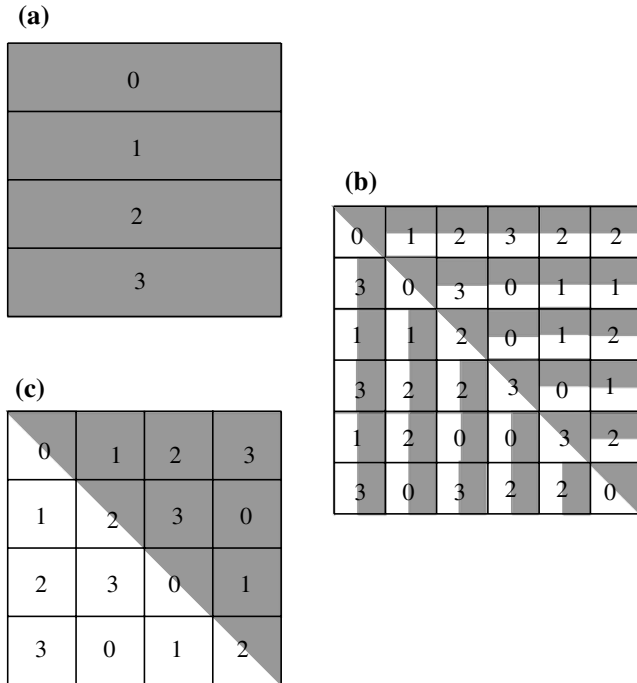 (a)
0
1
2
3
(b)
0 1 2 3 2 2
3 0 3 0 1 1
1 1 2 0 1 2
3 2 2 3 0 1
1 2 0 0 3 2
3 0 3 2 2 0
(c)
0 1 2 3
1 2 3 0
2 3 0 1
3 0 1 2